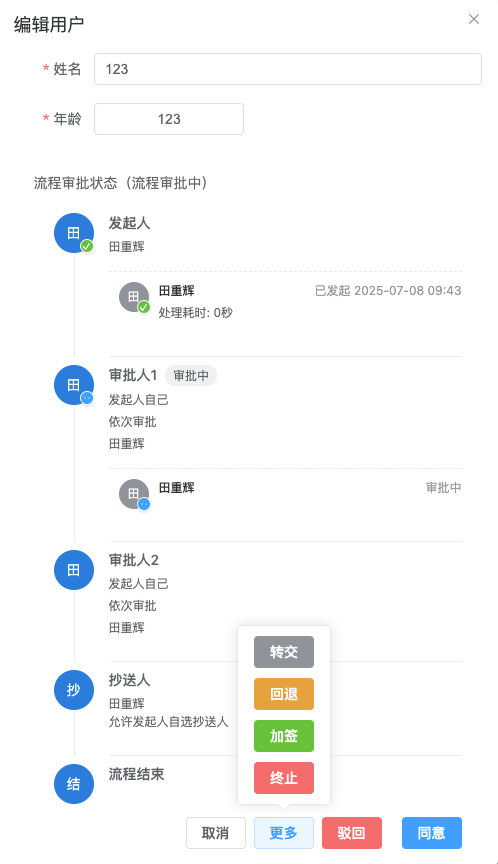 编辑用户
* 姓名 123
* 年龄 123
流程审批状态（流程审批中）
田 发起人
田重辉
田 田重辉 已发起 2025-07-08 09:43
处理耗时: 0秒
田 审批人1 审批中
发起人自己
依次审批
田重辉
田 田重辉 审批中
田 审批人2
发起人自己
依次审批
田重辉
抄 抄送人
田重辉
允许发起人自选抄送人
结 流程结束
转交
回退
加签
终止
取消 更多 驳回 同意